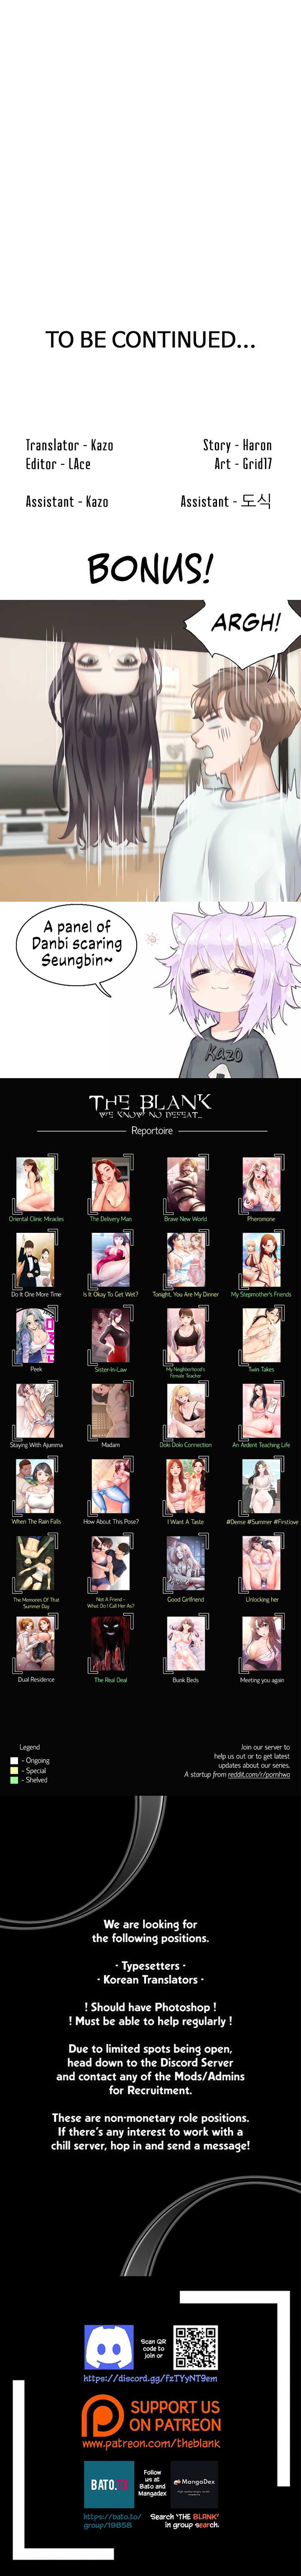 TO BE CONTINUED...
Translator - Kazo
Editor - LAce
Assistant - Kazo
Story - Haron
Art - Grid17
Assistant - 도식
BONUS!
ARGH!
A panel of
Danbi scaring
Seungbin~
Kazo
THE BLANK
WE KNOW NO DEFEAT_
Reportoire
Oriental Clinic Miracles
The Delivery Man
Brave New World
Pheromone
Do It One More Time
Is It Okay To Get Wet?
Tonight, You Are My Dinner
My Stepmother's Friends
Peek
Sister-In-Law
My Neighborhood's
Female Teacher
Twin Takes
Staying With Ajumma
Madam
Doki Doki Connection
An Ardent Teaching Life
When The Rain Falls
How About This Pose?
I Want A Taste
#Dense #Summer #Firstlove
The Memories Of That
Summer Day
Not A Friend -
What Do I Call Her As?
Good Girlfriend
Unlocking her
Dual Residence
The Real Deal
Bunk Beds
Meeting you again
Legend
- Ongoing
- Special
- Shelved
Join our server to
help us out or to get latest
updates about our series.
A startup from reddit.com/r/pornhwa
We are looking for
the following positions.
- Typesetters -
- Korean Translators -
! Should have Photoshop !
! Must be able to help regularly !
Due to limited spots being open,
head down to the Discord Server
and contact any of the Mods/Admins
for Recruitment.
These are non-monetary role positions.
If there's any interest to work with a
chill server, hop in and send a message!
Scan QR
code to
join or
https://discord.gg/fzTYyNT9em
SUPPORT US
ON PATREON
www.patreon.com/theblank
BATO.TO
Follow
us at
Bato and
Mangadex
MangaDex
https://bato.to/
group/19858
Search 'THE BLANK'
in group search.